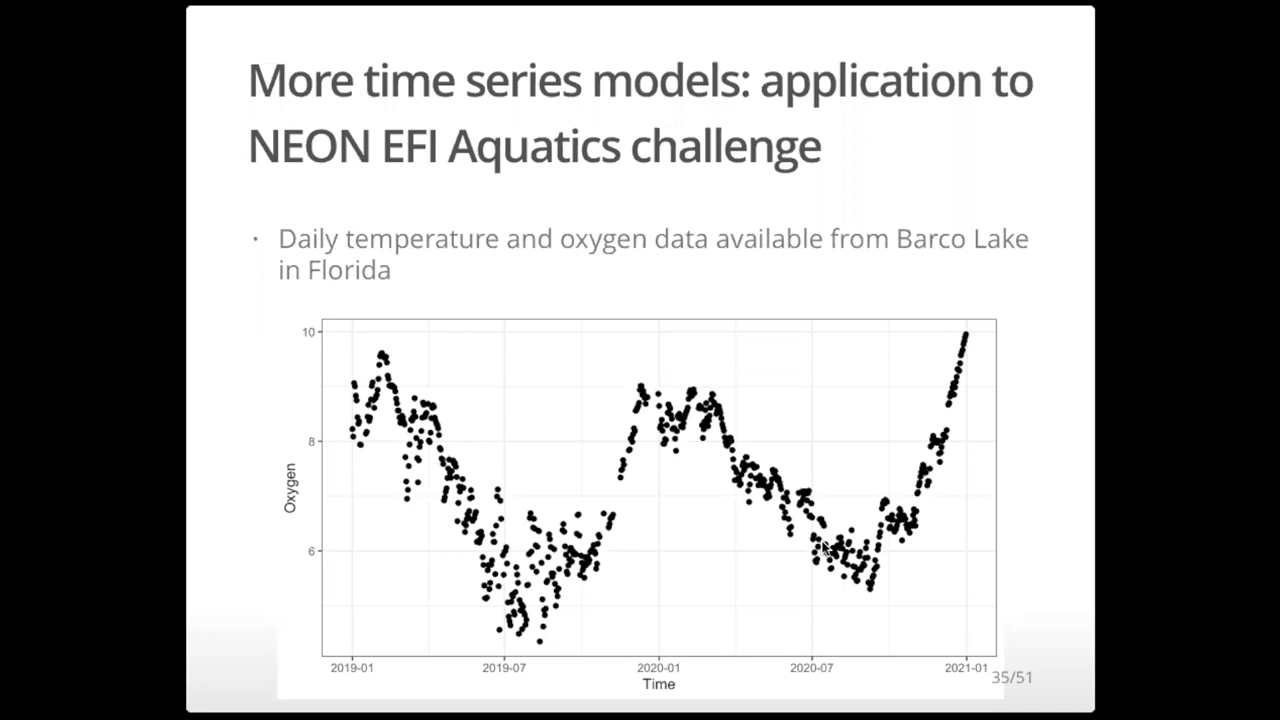 More time series models: application to
NEON EFI Aquatics challenge
• Daily temperature and oxygen data available from Barco Lake
in Florida
10
8
6
Oxygen
2019-01 2019-07 2020-01 2020-07 2021-01
Time
35/51